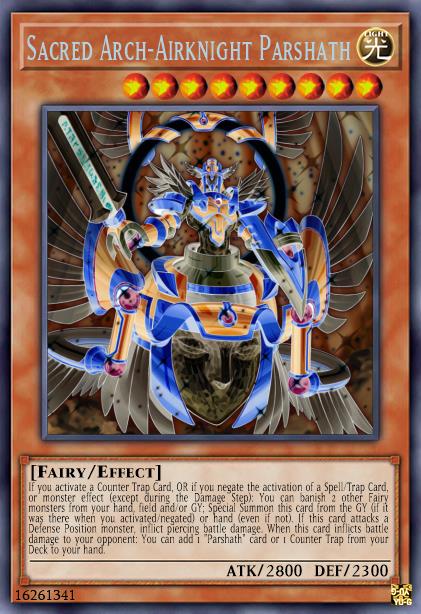 SACRED ARCH-AIRKNIGHT PARSHATH
LIGHT
光
[FAIRY/EFFECT]
If you activate a Counter Trap Card, OR if you negate the activation of a Spell/Trap Card,
or monster effect (except during the Damage Step): You can banish 2 other Fairy
monsters from your hand, field and/or GY; Special Summon this card from the GY (if it
was there when you activated/negated) or hand (even if not). If this card attacks a
Defense Position monster, inflict piercing battle damage. When this card inflicts battle
damage to your opponent: You can add 1 "Parshath" card or 1 Counter Trap from your
Deck to your hand.
ATK/2800 DEF/2300
16261341